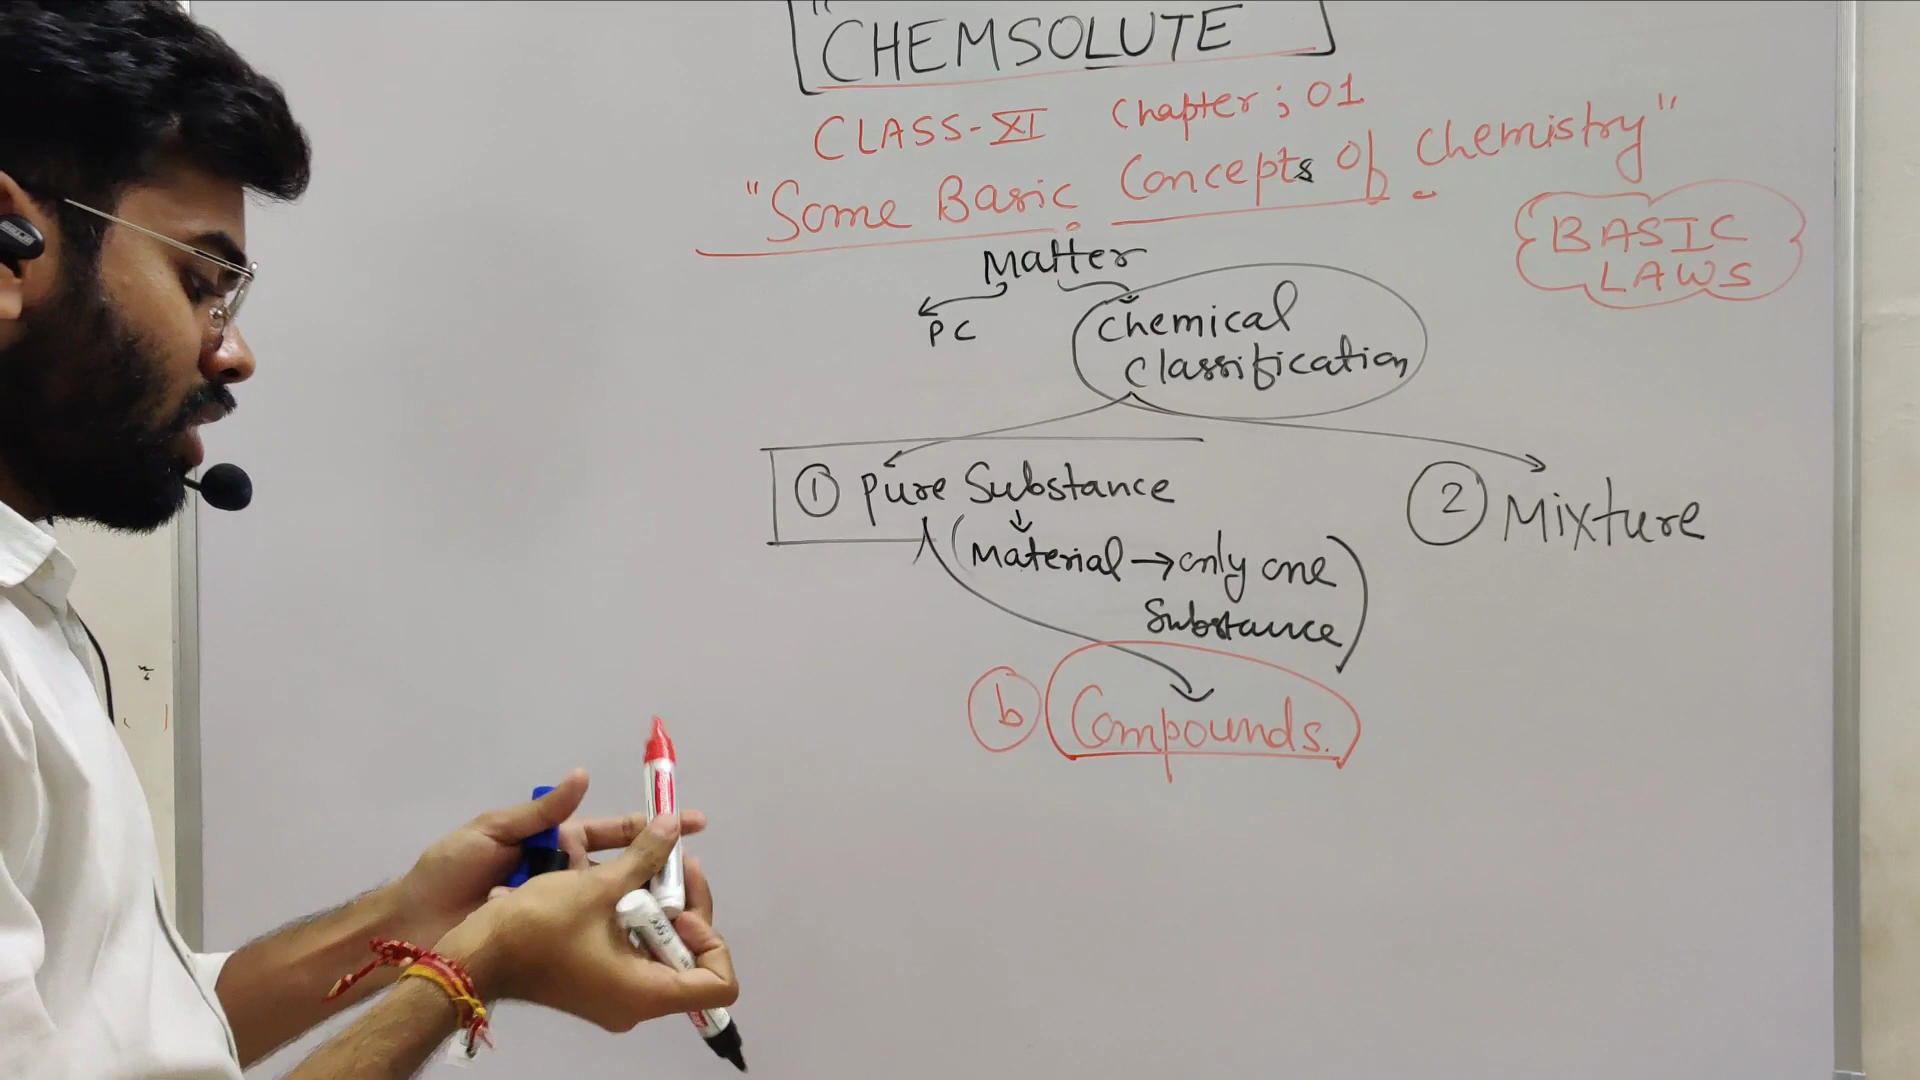 "CHEMSOLUTE
CLASS-XI Chapter; 01
"Some Basic Concepts Of Chemistry"
BASIC
LAWS
Matter
PC
Chemical
Classification
① Pure Substance
② Mixture
Material → only one
Substance
ⓑ Compounds.